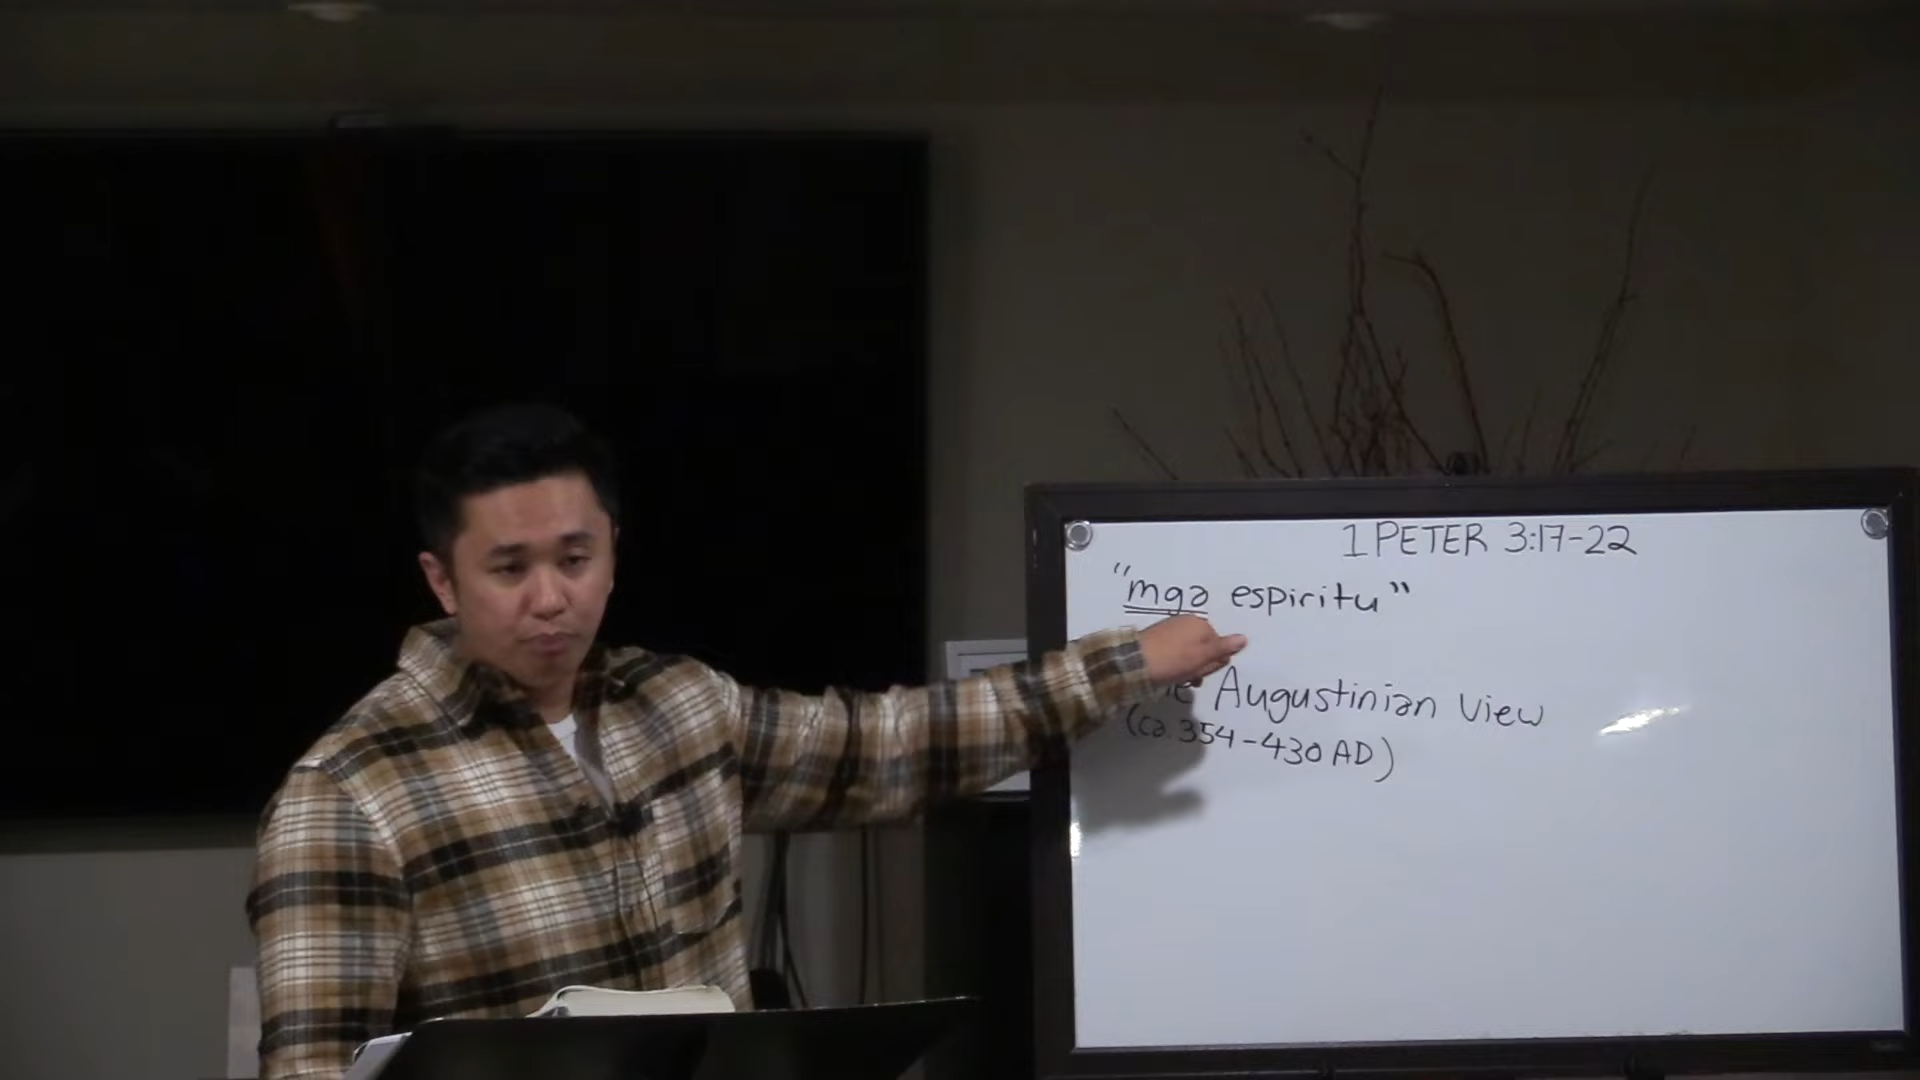 1 PETER 3:17-22
"mga espiritu"
Augustinian view
(ca. 354-430 AD)